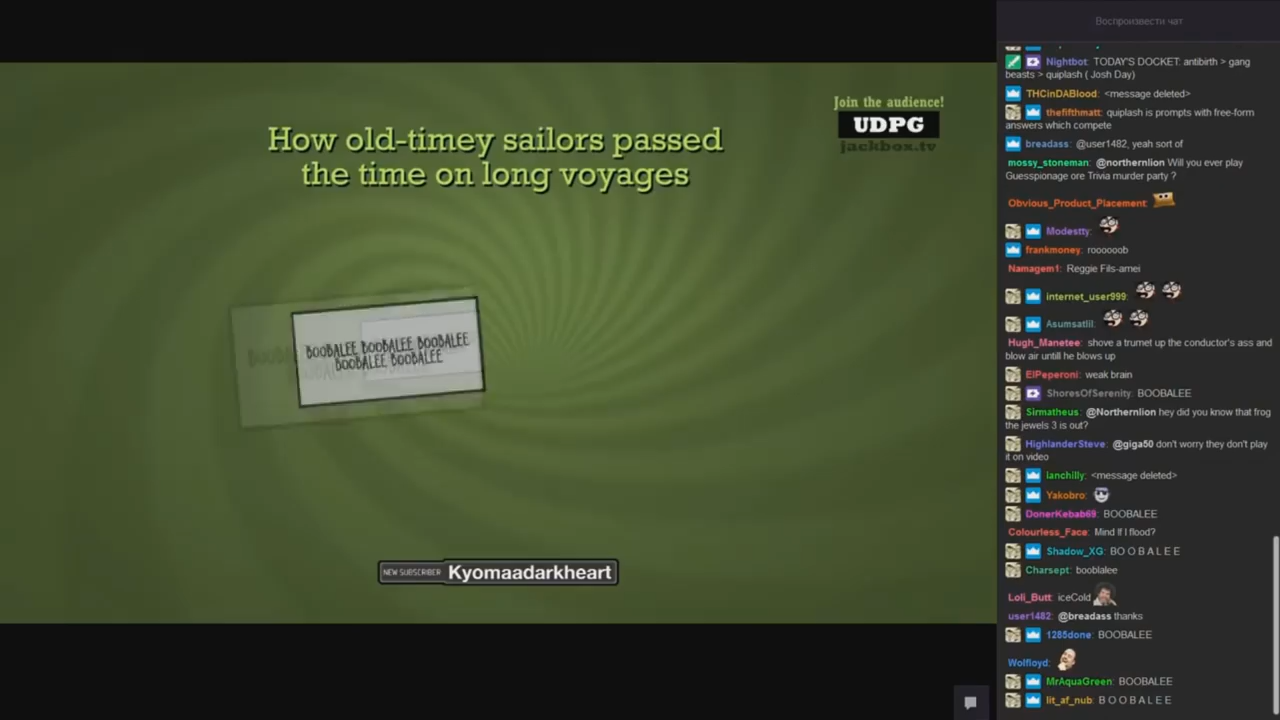 How old-timey sailors passed
the time on long voyages
Join the audience!
UDPG
jackbox.tv
BOOBALEE BOOBALEE BOOBALEE
BOOBALEE BOOBALEE
NEW SUBSCRIBER Kyomaadarkheart
Воспроизвести чат
Nightbot: TODAY'S DOCKET: antibirth > gang
beasts > quiplash ( Josh Day)
THCinDABlood: <message deleted>
thefifthmatt: quiplash is prompts with free-form
answers which compete
breadass: @user1482, yeah sort of
mossy_stoneman: @northernlion Will you ever play
Guesspionage ore Trivia murder party ?
Obvious_Product_Placement:
Modestty:
frankmoney: roooooob
Namagem1: Reggie Fils-amei
internet_user999:
Asumsatlil:
Hugh_Manetee: shove a trumet up the conductor's ass and
blow air untill he blows up
ElPeperoni: weak brain
ShoresOfSerenity: BOOBALEE
Sirmatheus: @Northernlion hey did you know that frog
the jewels 3 is out?
HighlanderSteve: @giga50 don't worry they don't play
it on video
Ianchilly: <message deleted>
Yakobro:
DonerKebab69: BOOBALEE
Colourless_Face: Mind If I flood?
Shadow_XG: B O O B A L E E
Charsept: booblalee
Loli_Butt: iceCold
user1482: @breadass thanks
1285done: BOOBALEE
Wolfloyd:
MrAquaGreen: BOOBALEE
lit_af_nub: B O O B A L E E